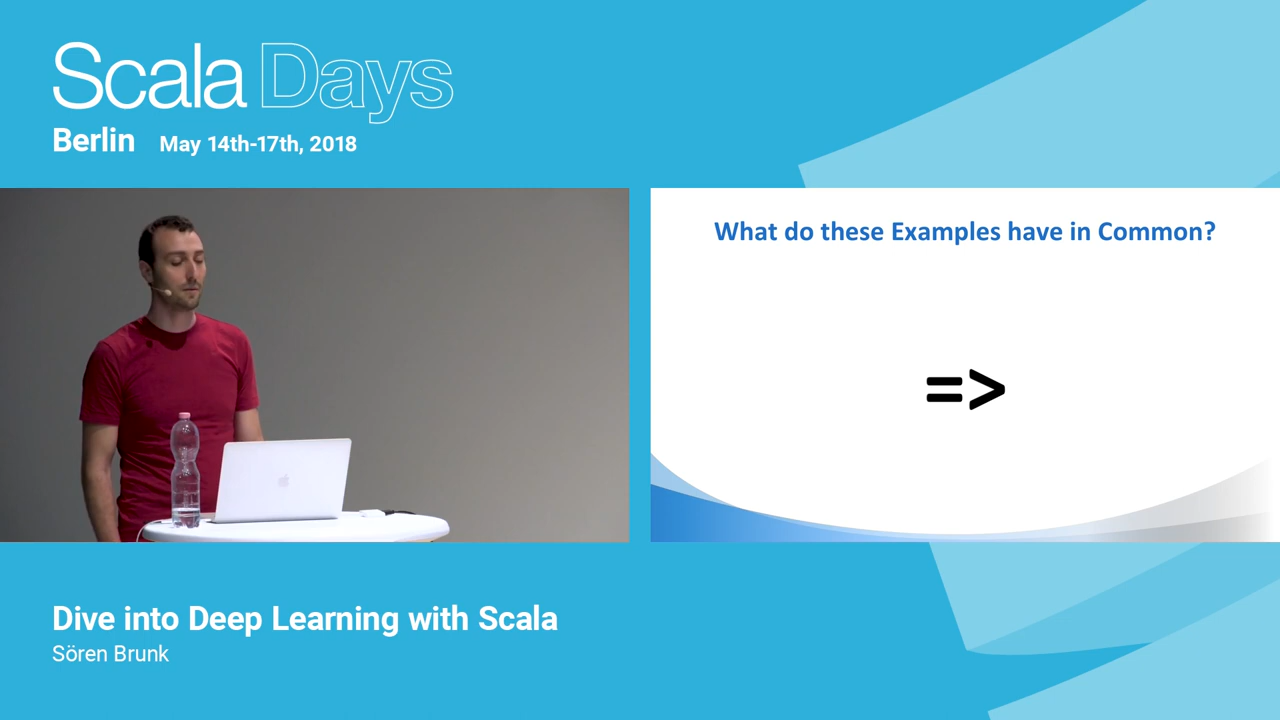 Scala Days
Berlin May 14th-17th, 2018
What do these Examples have in Common?
=>
Dive into Deep Learning with Scala
Sören Brunk